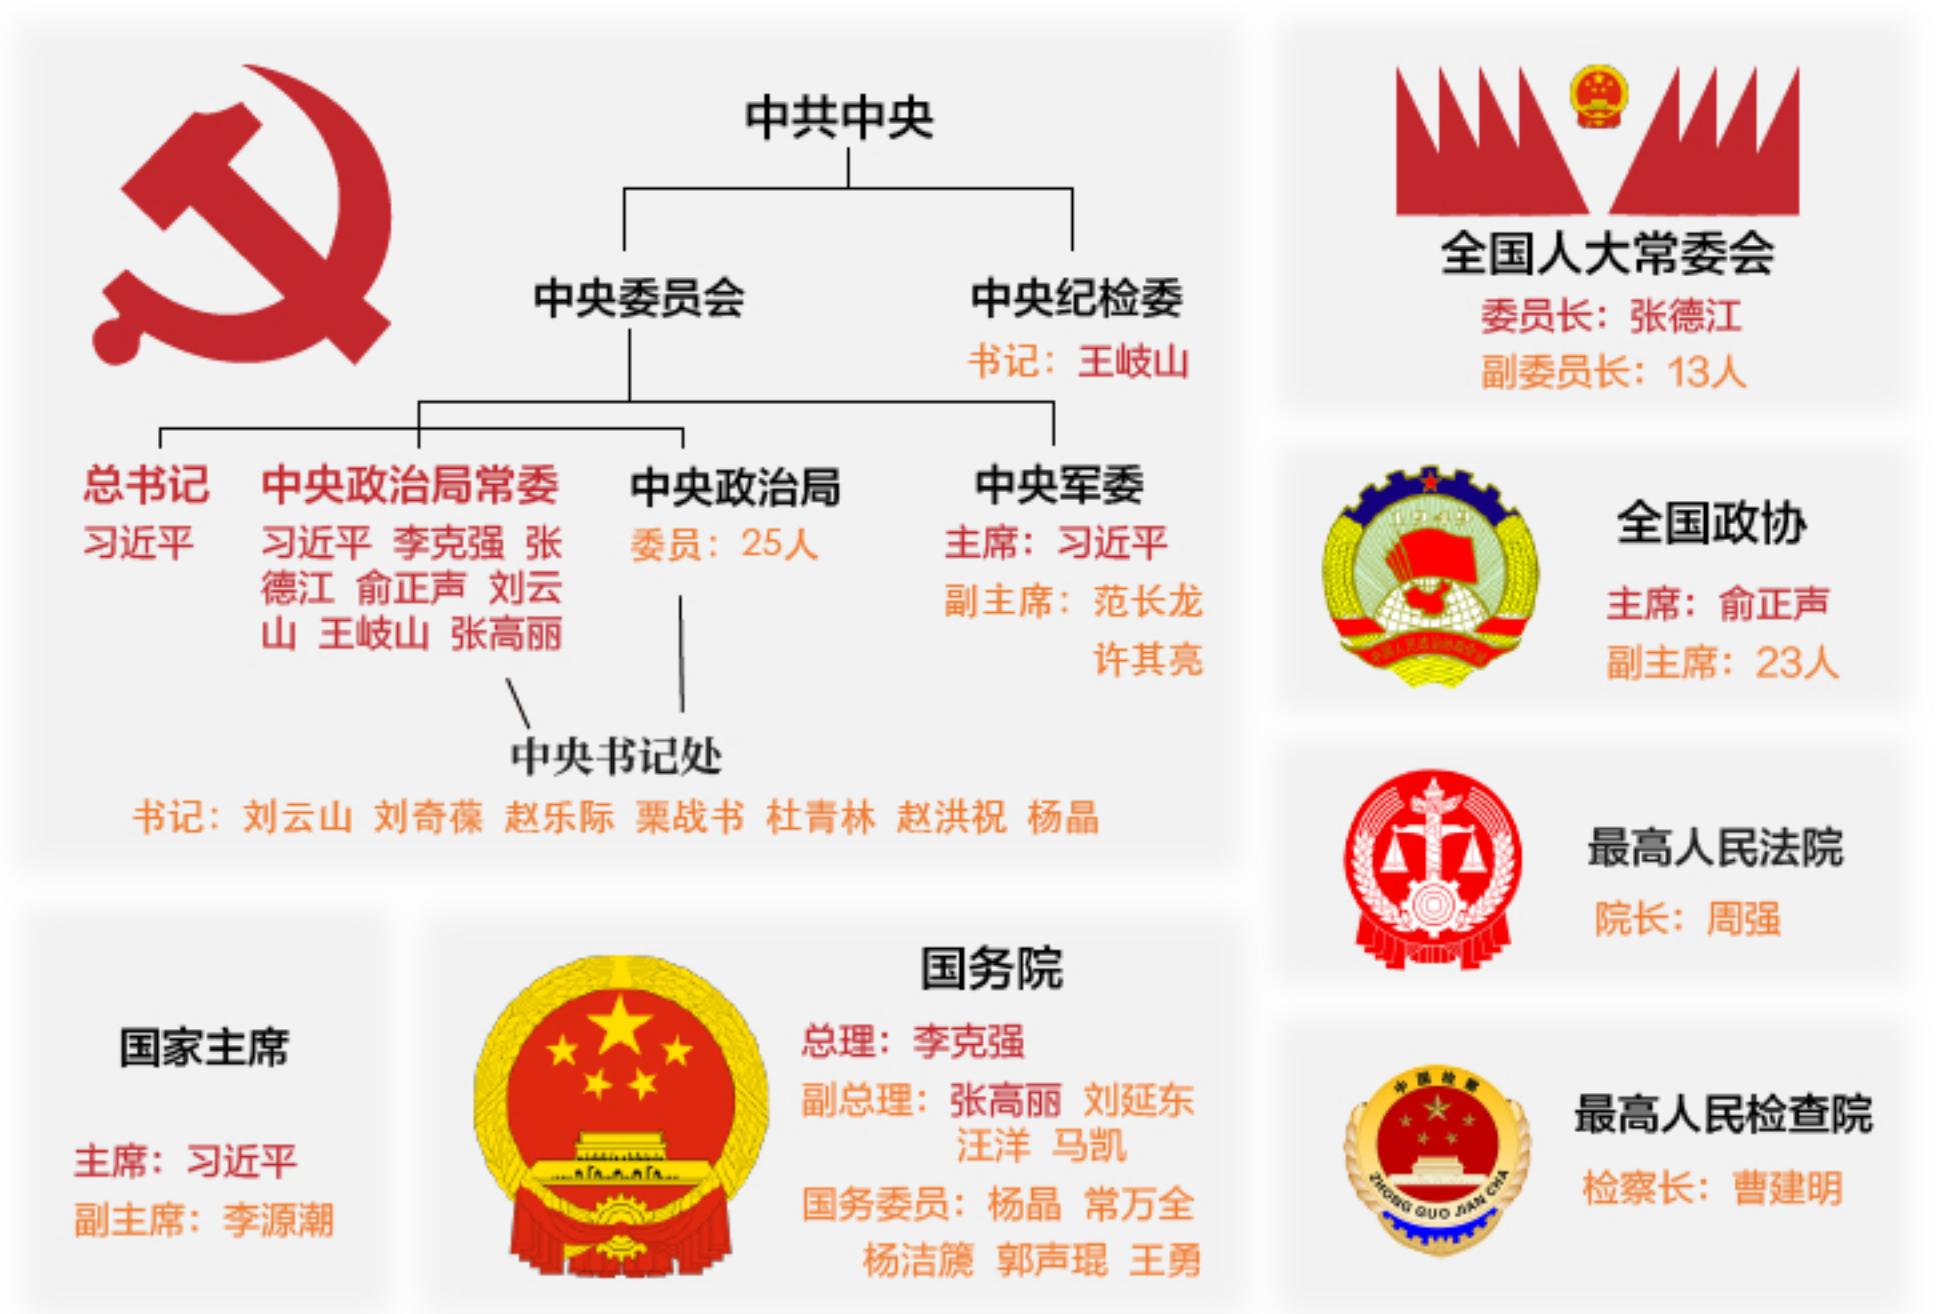 中共中央
中央委员会
中央纪检委
书记：王岐山
总书记
习近平
中央政治局常委
习近平 李克强 张
德江 俞正声 刘云
山 王岐山 张高丽
中央政治局
委员：25人
中央军委
主席：习近平
副主席：范长龙
许其亮
中央书记处
书记：刘云山 刘奇葆 赵乐际 栗战书 杜青林 赵洪祝 杨晶
国家主席
主席：习近平
副主席：李源潮
国务院
总理：李克强
副总理：张高丽 刘延东
汪洋 马凯
国务委员：杨晶 常万全
杨洁篪 郭声琨 王勇
全国人大常委会
委员长：张德江
副委员长：13人
1949
全国政协
主席：俞正声
副主席：23人
最高人民法院
院长：周强
中国检察
ZHONG GUO JIAN CHA
最高人民检查院
检察长：曹建明